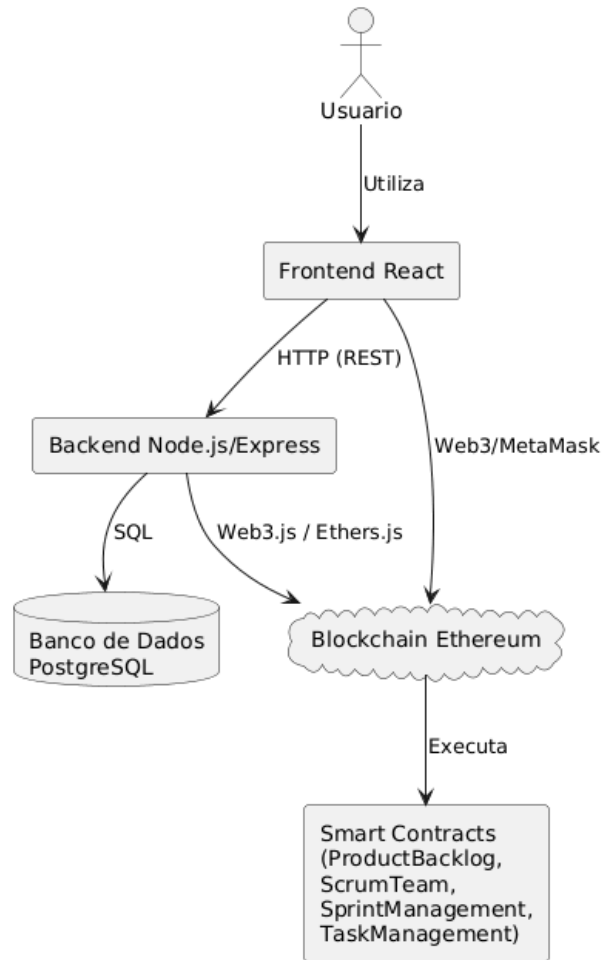 Usuario
Utiliza
Frontend React
HTTP (REST)
Backend Node.js/Express
Web3/MetaMask
SQL
Web3.js / Ethers.js
Banco de Dados
PostgreSQL
Blockchain Ethereum
Executa
Smart Contracts
(ProductBacklog,
ScrumTeam,
SprintManagement,
TaskManagement)